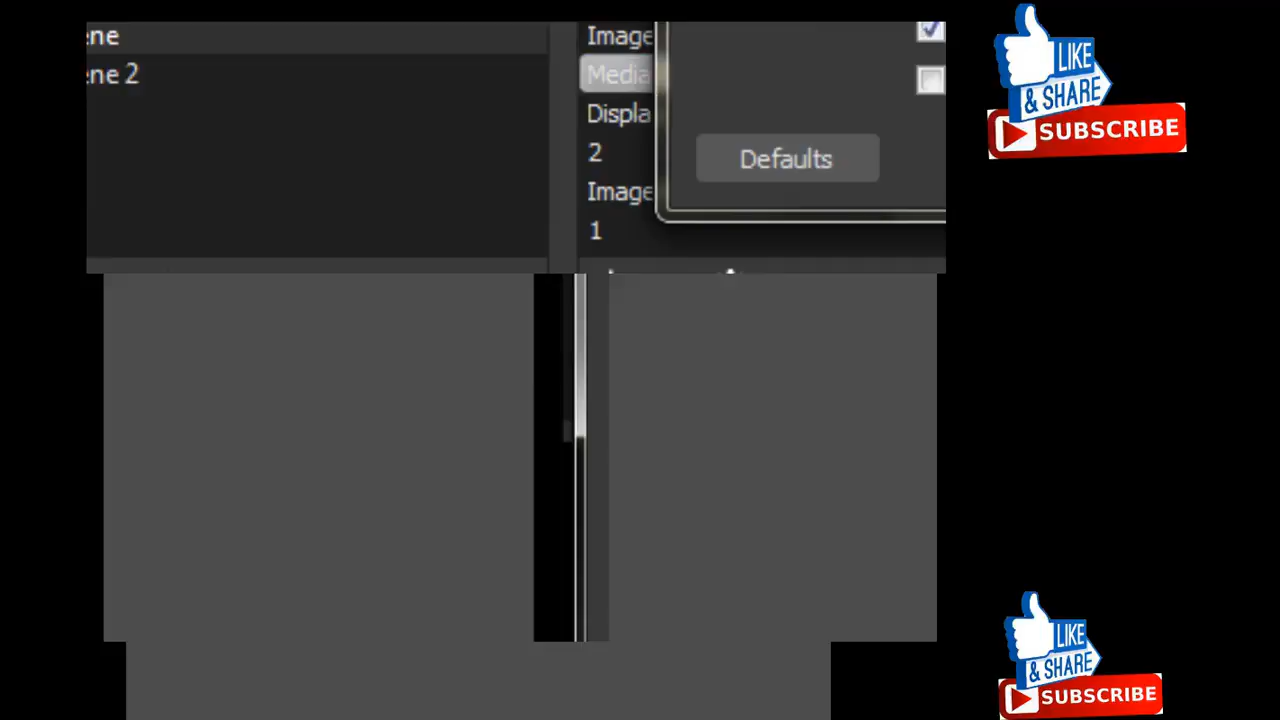 ene
ene 2
Image
Media
Displa
2
Image
1
Defaults
LIKE
& SHARE
SUBSCRIBE
LIKE
& SHARE
SUBSCRIBE